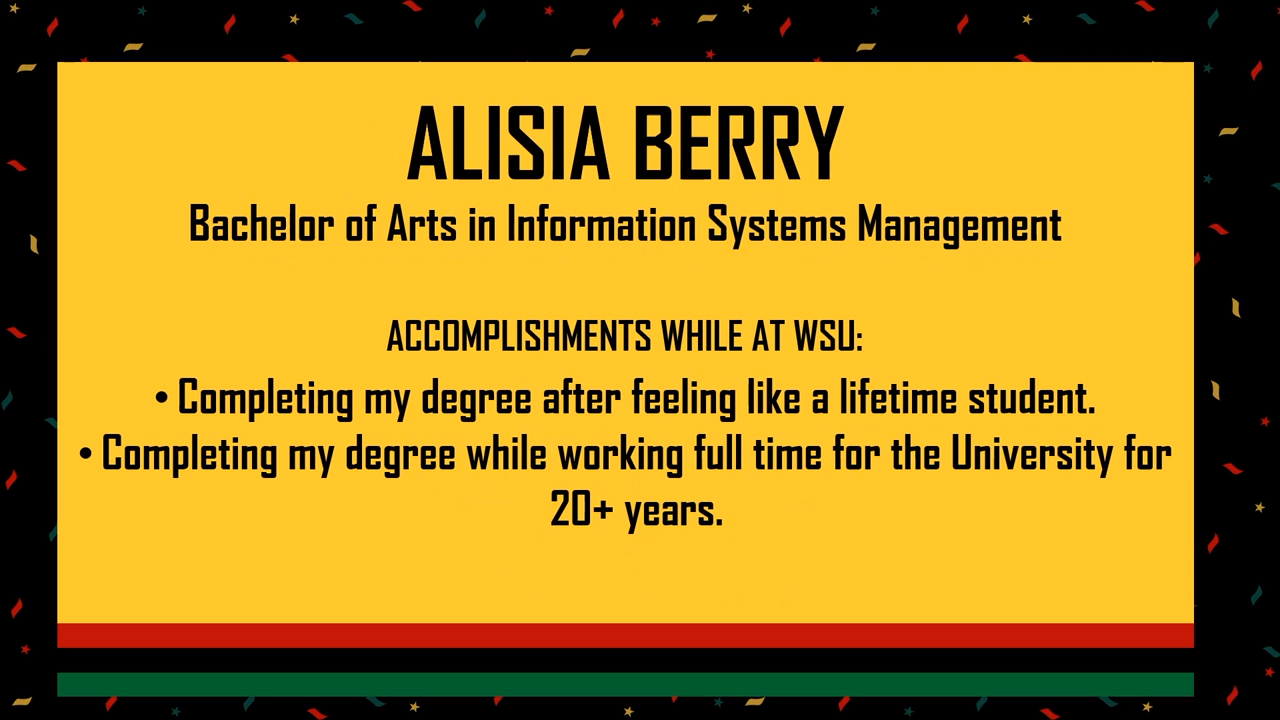 ALISIA BERRY
Bachelor of Arts in Information Systems Management
ACCOMPLISHMENTS WHILE AT WSU:
• Completing my degree after feeling like a lifetime student.
• Completing my degree while working full time for the University for
20+ years.